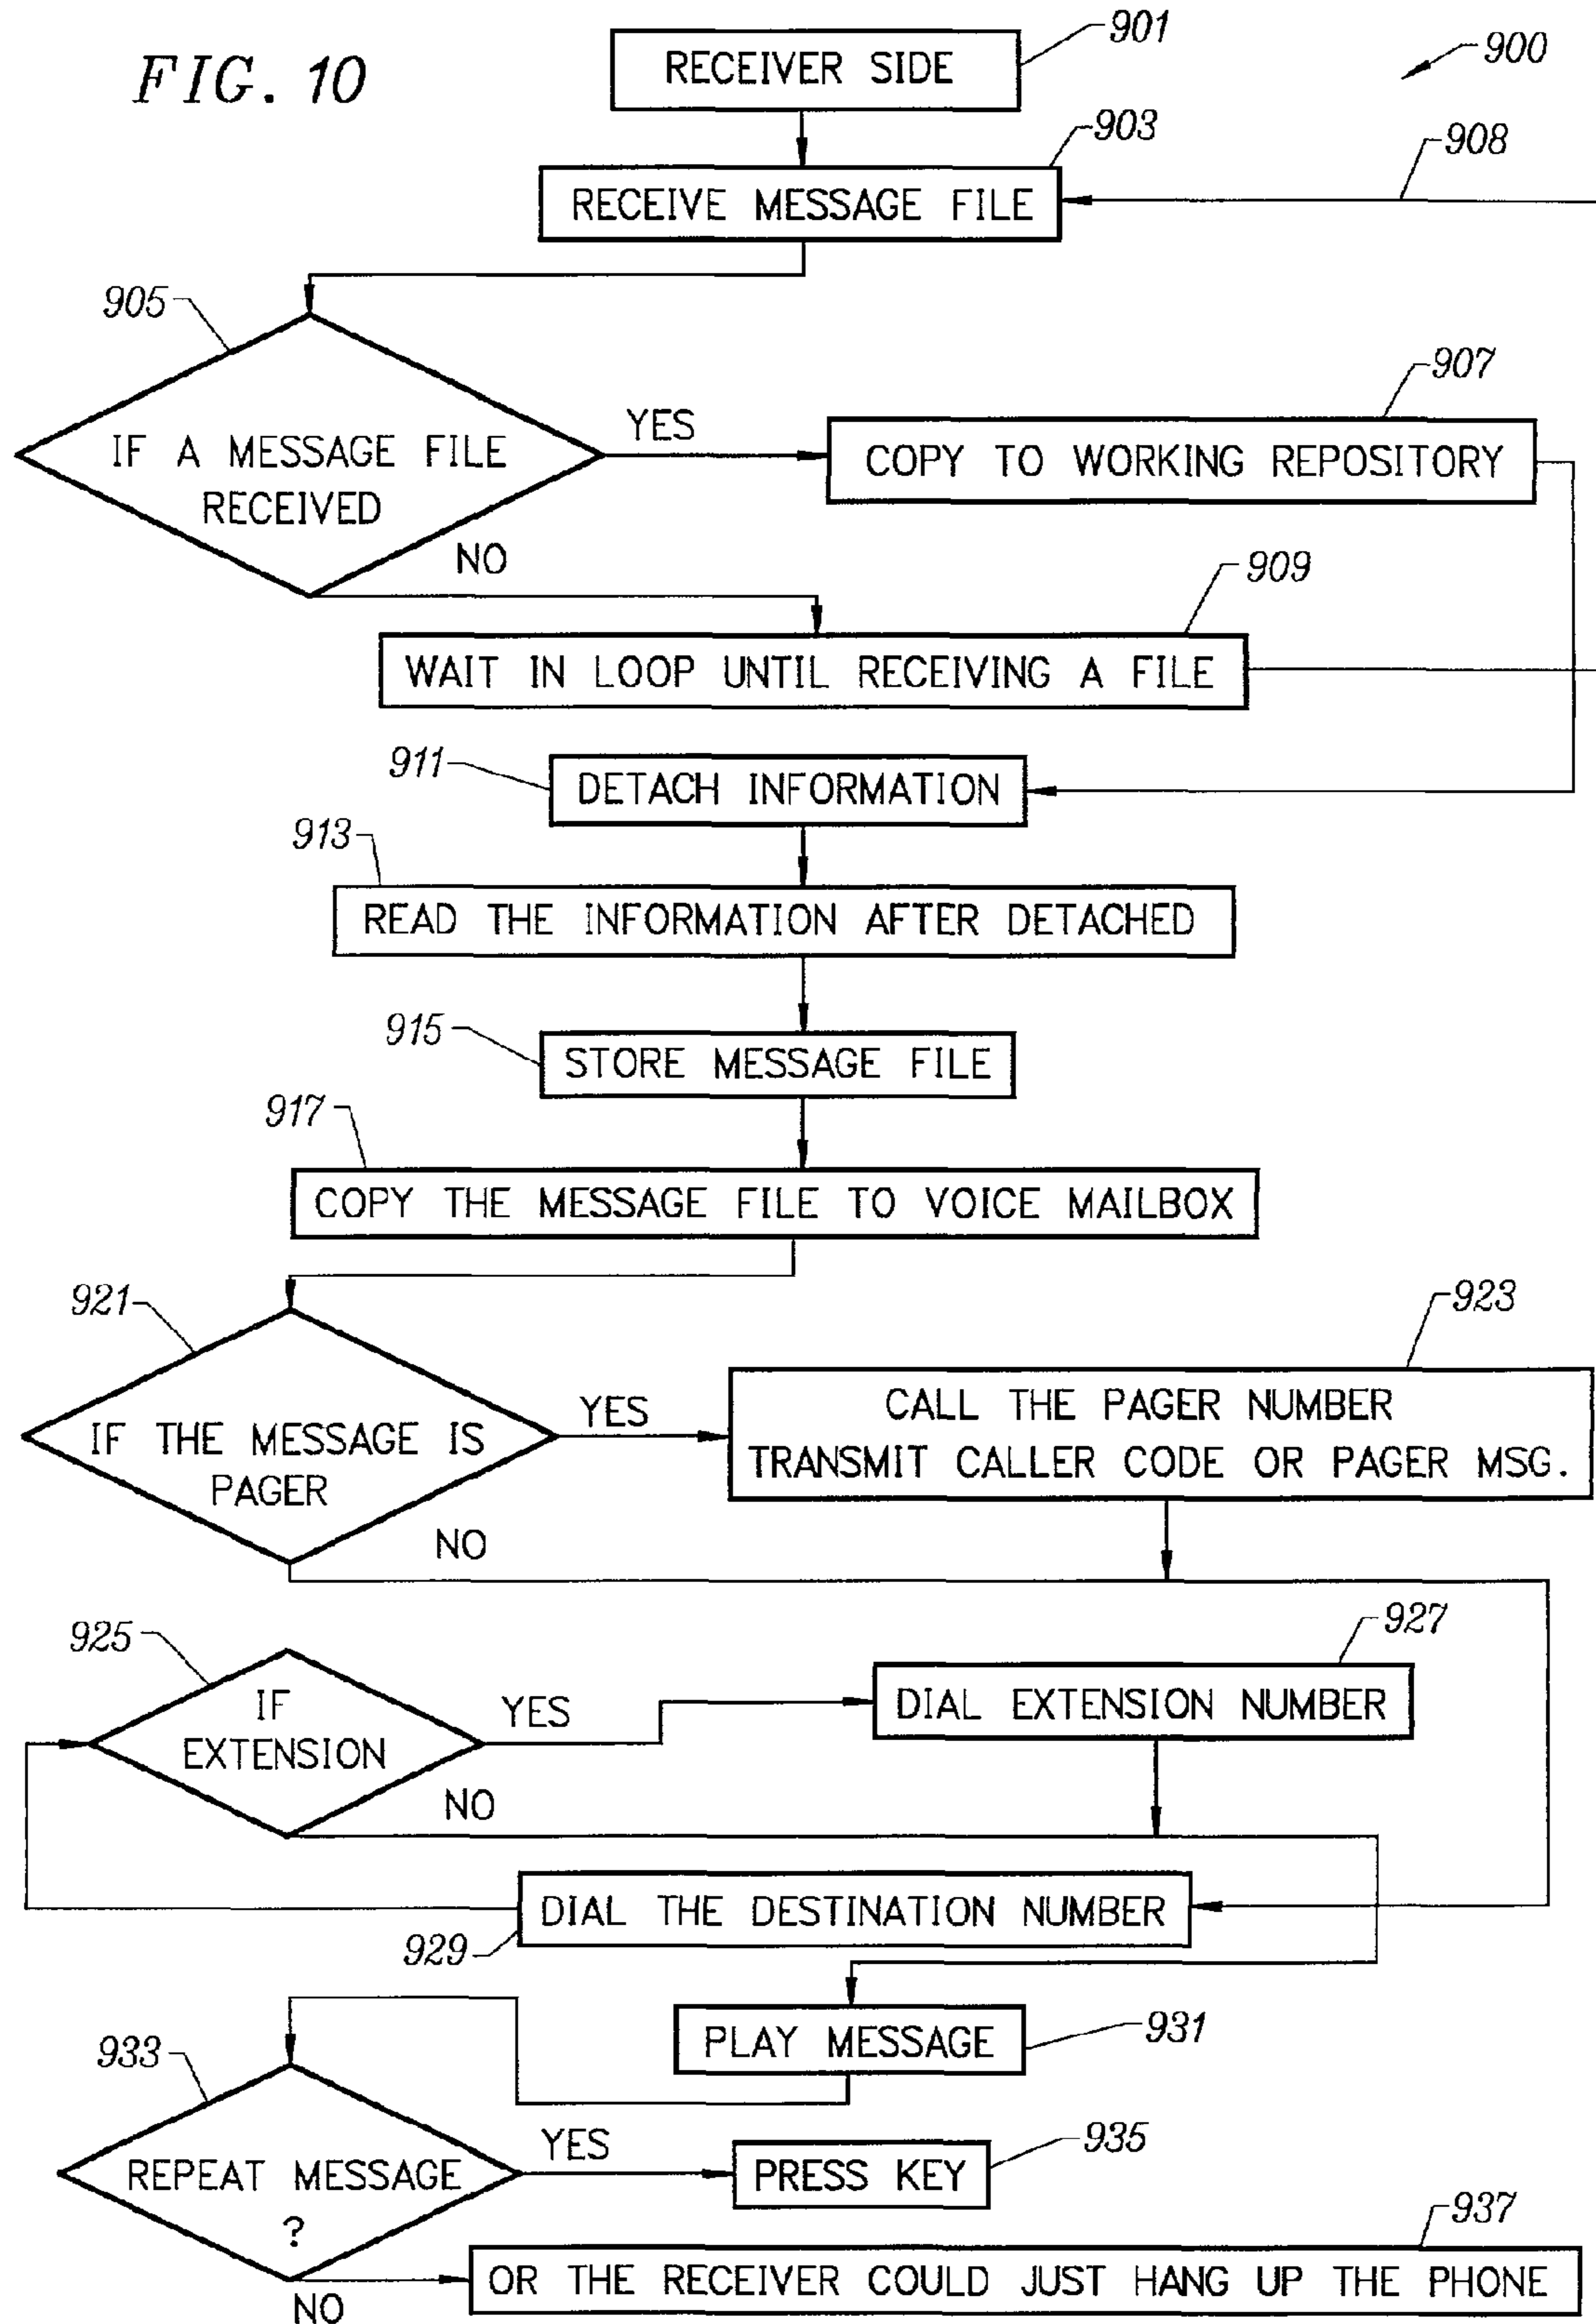 FIG. 10
RECEIVER SIDE
901
900
903
908
RECEIVE MESSAGE FILE
905
907
IF A MESSAGE FILE
RECEIVED
YES
COPY TO WORKING REPOSITORY
NO
909
WAIT IN LOOP UNTIL RECEIVING A FILE
911
DETACH INFORMATION
913
READ THE INFORMATION AFTER DETACHED
915
STORE MESSAGE FILE
917
COPY THE MESSAGE FILE TO VOICE MAILBOX
921
923
IF THE MESSAGE IS
PAGER
YES
CALL THE PAGER NUMBER
TRANSMIT CALLER CODE OR PAGER MSG.
NO
925
927
IF
EXTENSION
YES
DIAL EXTENSION NUMBER
NO
DIAL THE DESTINATION NUMBER
929
PLAY MESSAGE
931
933
REPEAT MESSAGE
?
YES
PRESS KEY
935
937
NO
OR THE RECEIVER COULD JUST HANG UP THE PHONE